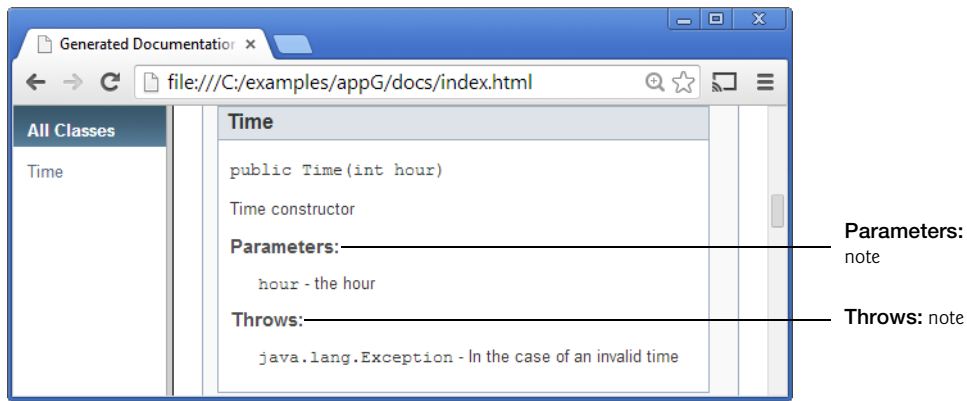 Generated Documentation
file:///C:/examples/appG/docs/index.html
All Classes
Time
Time
public Time(int hour)
Time constructor
Parameters:
hour - the hour
Throws:
java.lang.Exception - In the case of an invalid time
Parameters:
note
Throws: note